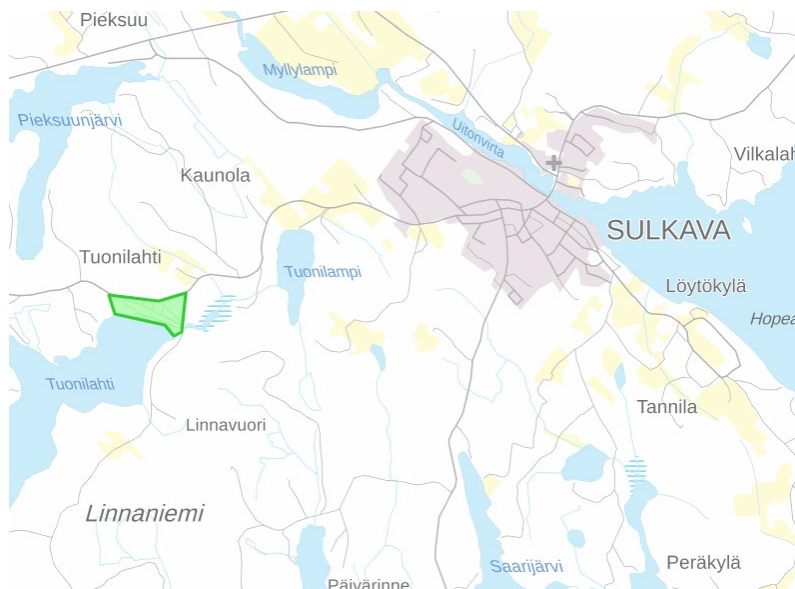 Pieksuu
Myllylampi
Pieksuunjärvi
Uitonvirta
Vilkalah
Kaunola
SULKAVA
Tuonilahti
Tuonilampi
Löytökylä
Hopea
Tuonilahti
Linnavuori
Tannila
Linnaniemi
Saarijärvi
Peräkylä
Päivärinne